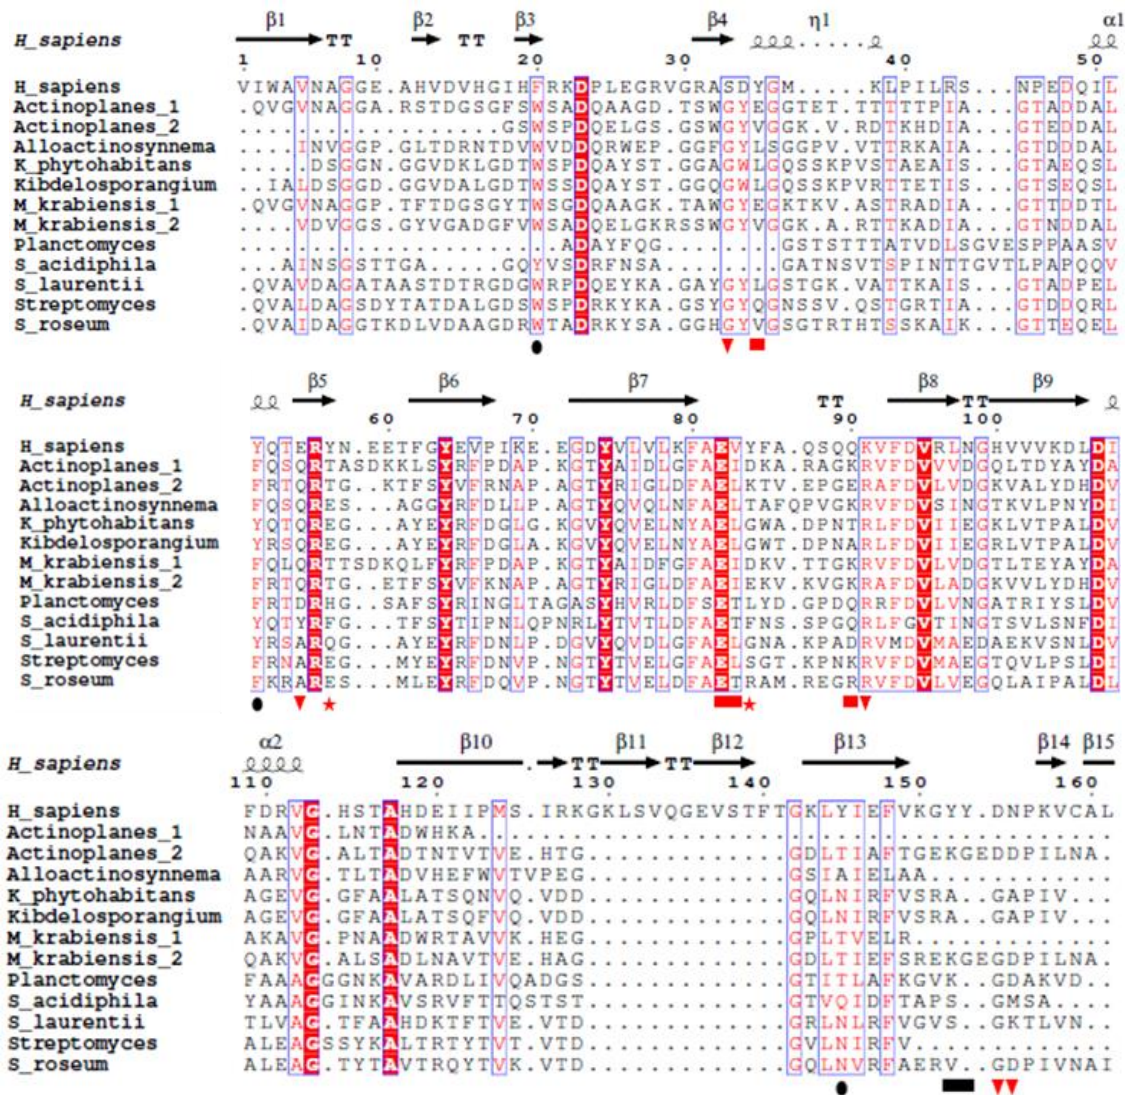 β1 β2 β3 β4 η1 α1
H_sapiens TT TT
1 10 20 30 40 50
H_sapiens VIWAVNAGGE.AHVDVHGIHFRKDPLEGRVGRASDYGM.....KLPILRS...NPEDQIL
Actinoplanes_1 .QVGVNAGGA.RSTDGSGFSWSADQAAGD.TSWGYEGGTET.TTTTPIA...GTADDAL
Actinoplanes_2 ..................GSWSPDQELGS.GSWGYVGGK.V.RDTKHDIA...GTEDDAL
Alloactinosynnema ....INVGGP.GLTDRNTDVWVDDQRWEP.GGFGYLSGGPV.VTTRKAIA...GTDDDAL
K_phytohabitans .....DSGGN.GGVDKLGDTWSPDQAYST.GGAGWLGQSSKPVSTAEAIS...GTAEQSL
Kibdelosporangium ..IALDSGGD.GGVDALGDTWSSDQAYST.GGQGWLGQSSKPVRTTETIS...GTSEQSL
M_krabiensis_1 .QVGVNAGGP.TFTDGSGYTWSGDQAAGK.TAWGYEGKTKV.ASTRADIA...GTTDDTL
M_krabiensis_2 ....VDVGGS.GYVGADGFVWSADQELGKRSSWGYVGGK.A.RTTKADIA...GTNDDAL
Planctomyces ......................ADAYFQG........GSTSTTTATVDLSGVESPPAASV
S_acidiphila ...AINSGSTTGA.....GQYVSDRFNSA........GATNSVTSPINTTGVTLPAPQQV
S_laurentii .QVAVDAGATAASTDTRGDGWRPDQEYKA.GAYGYLGSTGK.VATTKAIS...GTADPEL
Streptomyces .QVALDAGSDYTATDALGDSWSPDRKYKA.GSYGYQGNSSV.QSTGRTIA...GTDDQRL
S_roseum .QVAIDAGGTKDLVDAAGDRWTADRKYSA.GGHGYVGSGTRTHTSSKAIK...GTTEQEL
β5 β6 β7 β8 β9
H_sapiens TT TT
60 70 80 90 100
H_sapiens YQTERYN.EETFGYEVPIKE.EGDYVLVLKFAEVYFA.QSQQKVFDVRLNGHVVVKDLDI
Actinoplanes_1 FQSQRTASDKKLSYRFPDAP.KGTYAIDLGFAEIDKA.RAGKRVFDVVVDGQLTDYAYDA
Actinoplanes_2 FRTQRTG..KTFSYVFRNAP.AGTYRIGLDFAELKTV.EPGERAFDVLVDGKVALYDHDV
Alloactinosynnema FQSQRES...AGGYRFDLLP.AGTYQVQLNFAELTAFQPVGKRVFDVSINGTKVLPNYDI
K_phytohabitans YQTQREG...AYEYRFDGLG.KGVYQVELNYAELGWA.DPNTRLFDVIIEGKLVTPALDV
Kibdelosporangium YRSQREG...AYEYRFDGLA.KGVYQVELNYAELGWT.DPNARLFDVIIEGRLVTPALDV
M_krabiensis_1 FQLQRTTSDKQLFYRFPDAP.KGTYAIDFGFAEIDKV.TTGKRVFDVLVDGTLTEYAYDA
M_krabiensis_2 FRTQRTG..ETFSYVFKNAP.AGTYRIGLDFAEIEKV.KVGKRAFDVLADGKVVLYDHDV
Planctomyces FRTDRHG...SAFSYRINGLTAGASYHVRLDFSETLYD.GPDQRRFDVLVNGATRIYSLDV
S_acidiphila YQTYRFG...TFSYTIPNLQPNRLYTVTLDFAETFNS.SPGQRLFGVTINGTSVLSNFDI
S_laurentii YRSARQG...AYEYRFDNLP.DGVYQVDLGFAELGNA.KPADRVMDVMAEDAEKVSNLDV
Streptomyces FRNAREG...MYEYRFDNVP.NGTYTVELGFAELSGT.KPNKRVFDVMAEGTQVLPSLDI
S_roseum FKRARES...MLEYRFDQVP.NGTYTVELDFAETRAM.REGRRVFDVLVEGQLAIPALDL
α2 β10 β11 β12 β13 β14 β15
H_sapiens . TT TT
110 120 130 140 150 160
H_sapiens FDRVG.HSTAHDEIIPMS.IRKGKLSVQGEVSTFTGKLYIEFVKGYY.DNPKVCAL
Actinoplanes_1 NAAVG.LNTADWHKA.........................................
Actinoplanes_2 QAKVG.ALTADTNTVTVE.HTG.............GDLTIAFTGEKGEDDPILNA.
Alloactinosynnema AARVG.TLTADVHEFWVTVPEG.............GSIAIELAA............
K_phytohabitans AGEVG.GFAALATSQNVQ.VDD.............GQLNIRFVSRA.GAPIV...
Kibdelosporangium AGEVG.GFAALATSQFVQ.VDD.............GQLNIRFVSRA.GAPIV...
M_krabiensis_1 AKAVG.PNAADWRTAVVK.HEG.............GPLTVELR.............
M_krabiensis_2 QAKVG.ALSADLNAVTVE.HAG.............GDLTIEFSREKGEGDPILNA.
Planctomyces FAAAGGGNKAVARDLIVQADGS.............GTITLAFKGVK..GDAKVD..
S_acidiphila YAAAGGINKAVSRVFTTQSTST.............GTVQIDFTAPS..GMSA....
S_laurentii TLVAG.TFAAHDKTFTVE.VTD.............GRLNLRFVGVS..GKTLVN..
Streptomyces ALEAGSSYKALTRTYTVT.VTD.............GVLNIRFV.............
S_roseum ALEAG.TYTAVTRQYTVK.VTD.............GQLNVRFAERV..GDPIVNAI